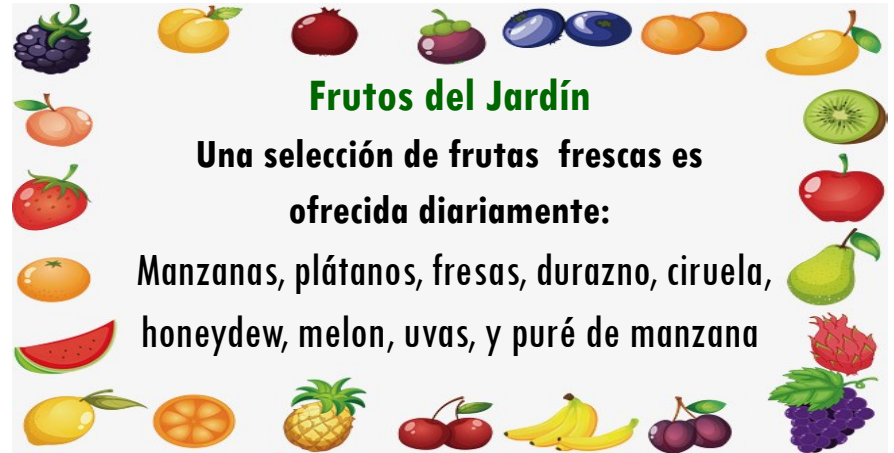 Frutos del Jardín
Una selección de frutas frescas es
ofrecida diariamente:
Manzanas, plátanos, fresas, durazno, ciruela,
honeydew, melon, uvas, y puré de manzana